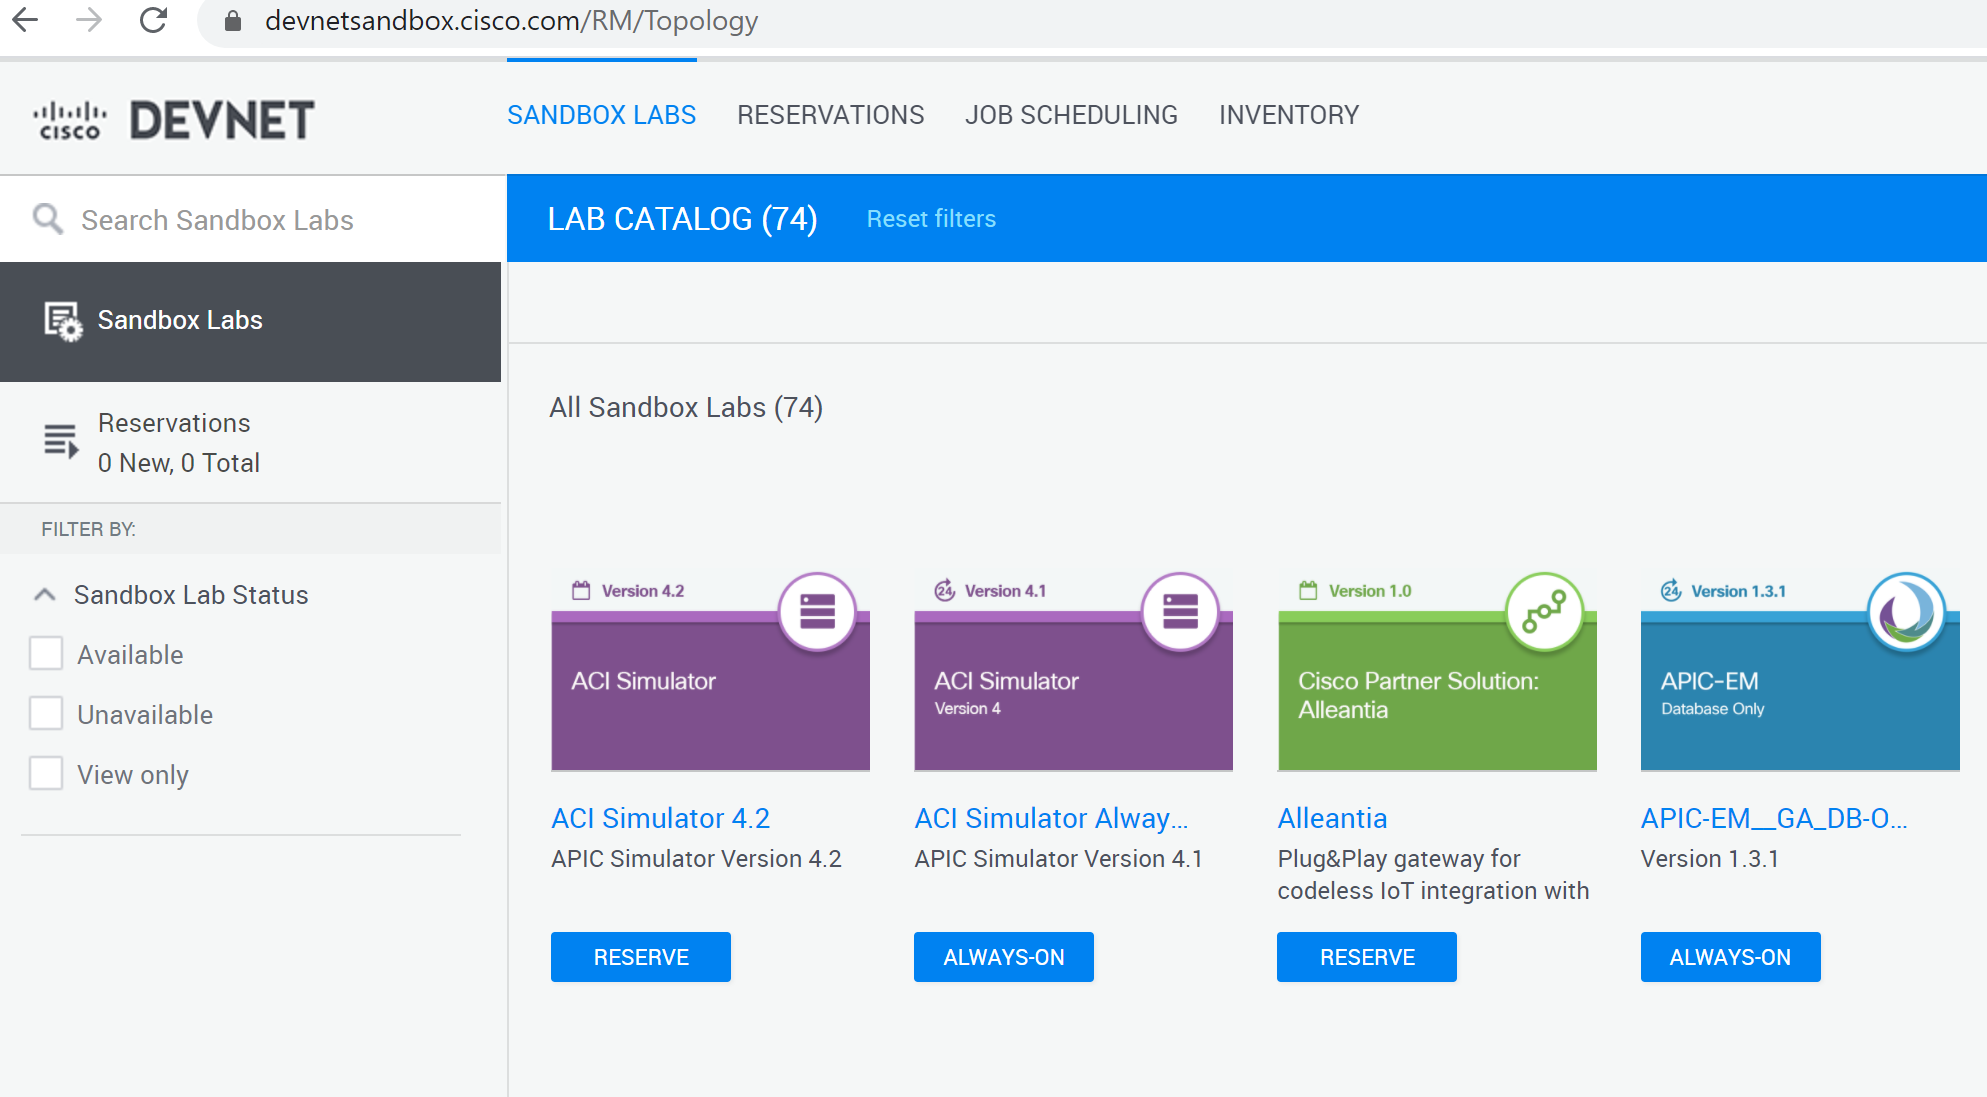 devnetsandbox.cisco.com/RM/Topology
CISCO DEVNET
SANDBOX LABS RESERVATIONS JOB SCHEDULING INVENTORY
Search Sandbox Labs
LAB CATALOG (74) Reset filters
Sandbox Labs
Reservations
0 New, 0 Total
FILTER BY:
Sandbox Lab Status
Available
Unavailable
View only
All Sandbox Labs (74)
Version 4.2
ACI Simulator
ACI Simulator 4.2
APIC Simulator Version 4.2
RESERVE
24 Version 4.1
ACI Simulator
Version 4
ACI Simulator Alway...
APIC Simulator Version 4.1
ALWAYS-ON
Version 1.0
Cisco Partner Solution:
Alleantia
Alleantia
Plug&Play gateway for
codeless IoT integration with
RESERVE
24 Version 1.3.1
APIC-EM
Database Only
APIC-EM__GA_DB-O...
Version 1.3.1
ALWAYS-ON